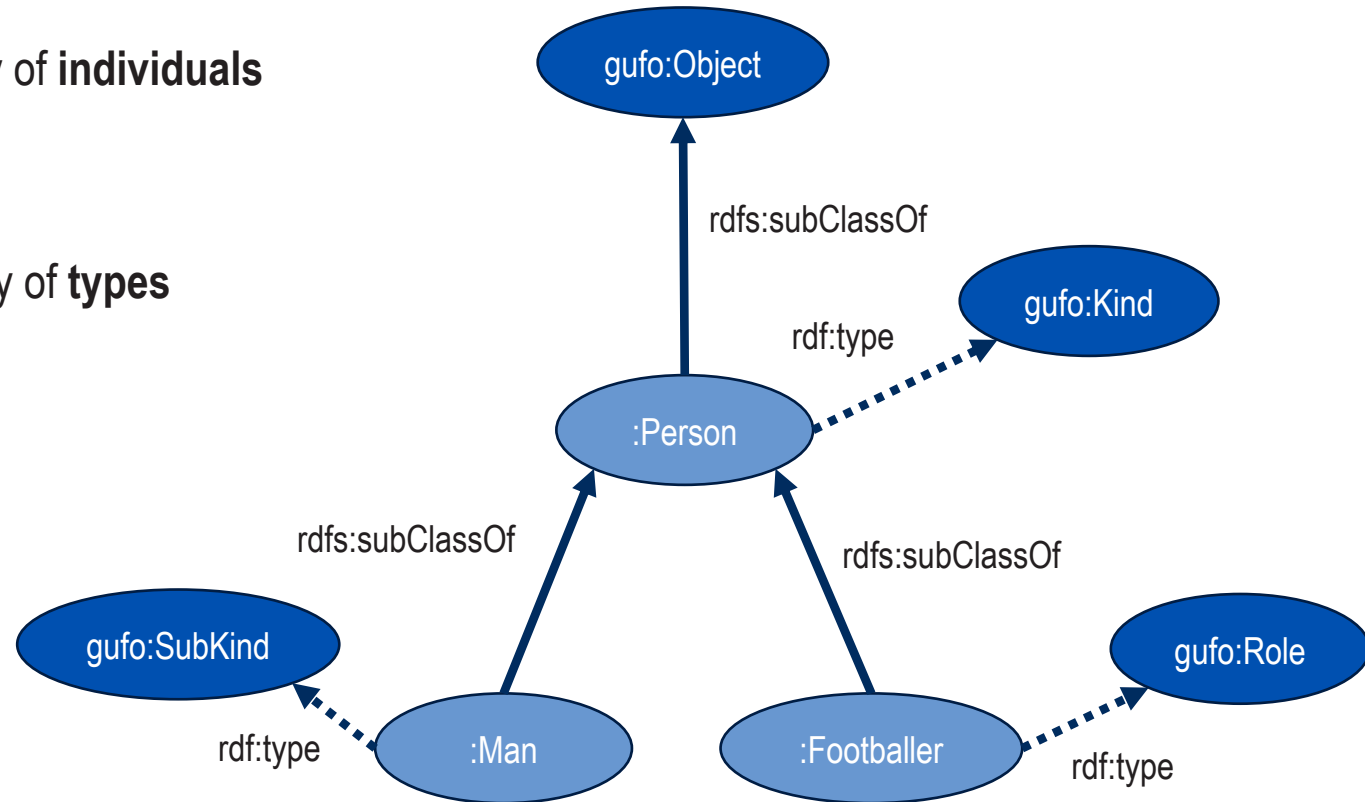 gufo:Object
y of individuals
rdfs:subClassOf
y of types
gufo:Kind
rdf:type
:Person
rdfs:subClassOf
rdfs:subClassOf
gufo:SubKind
gufo:Role
rdf:type
:Man
:Footballer
rdf:type